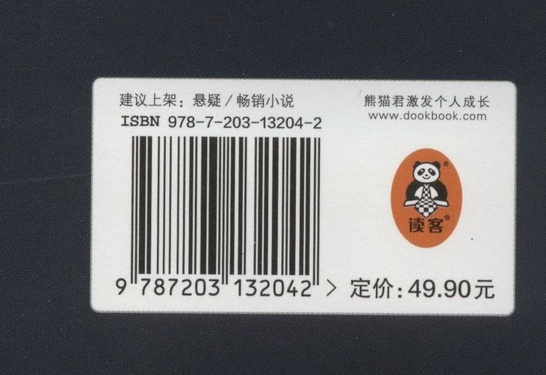 建议上架：悬疑/畅销小说
ISBN 978-7-203-13204-2
9 787203 132042 >
熊猫君激发个人成长
www.dookbook.com
®
读客®
定价：49.90元